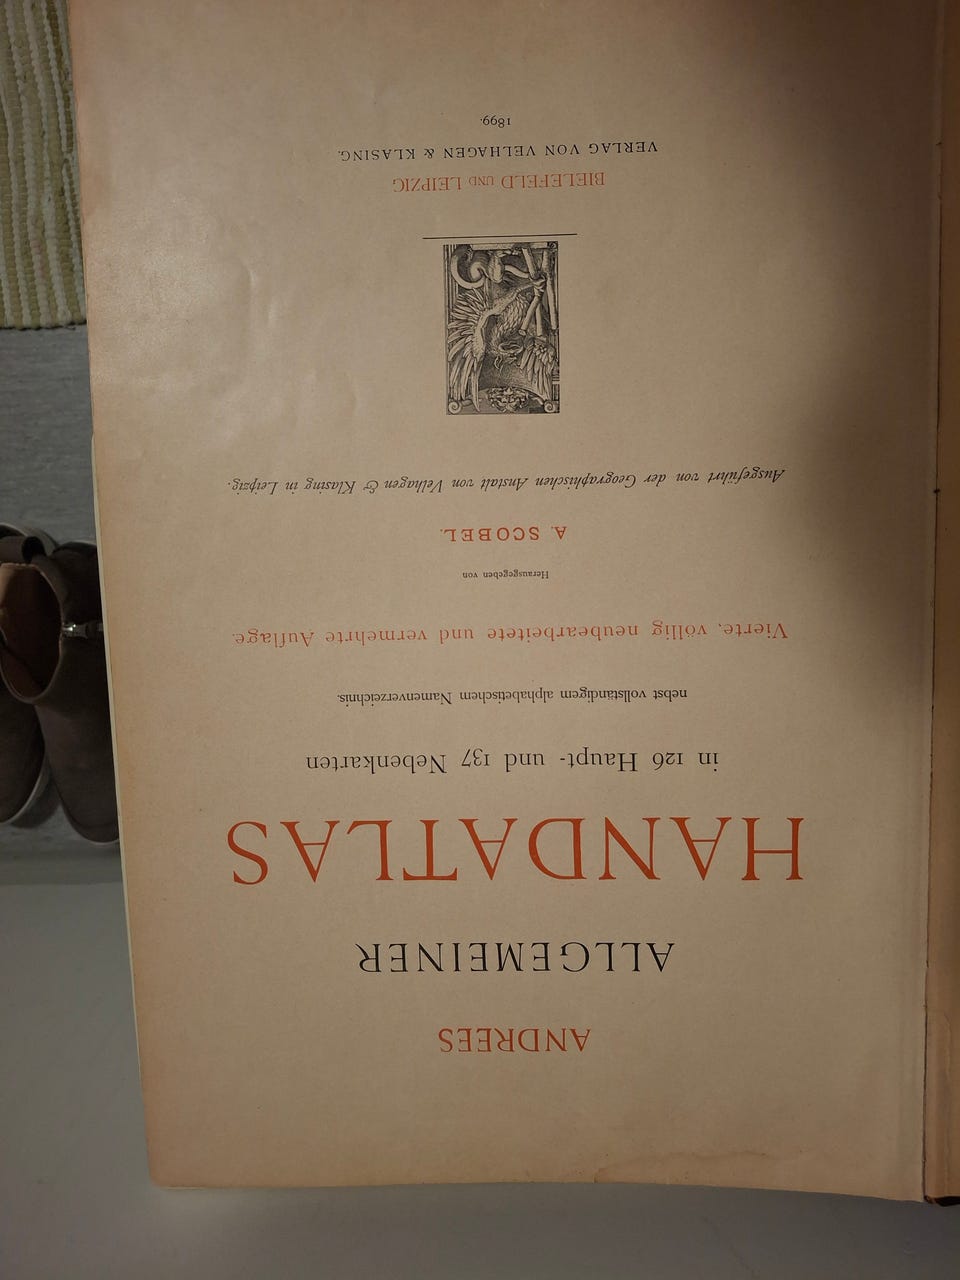 ANDREES
ALLGEMEINER
HANDATLAS
in 126 Haupt- und 137 Nebenkarten
nebst vollständigem alphabetischem Namenverzeichnis.
Vierte, völlig neubearbeitete und vermehrte Auflage.
Herausgegeben von
A. SCOBEL.
Ausgeführt von der Geographischen Anstalt von Velhagen & Klasing in Leipzig.
BIELEFELD UND LEIPZIG
VERLAG VON VELHAGEN & KLASING.
1899.